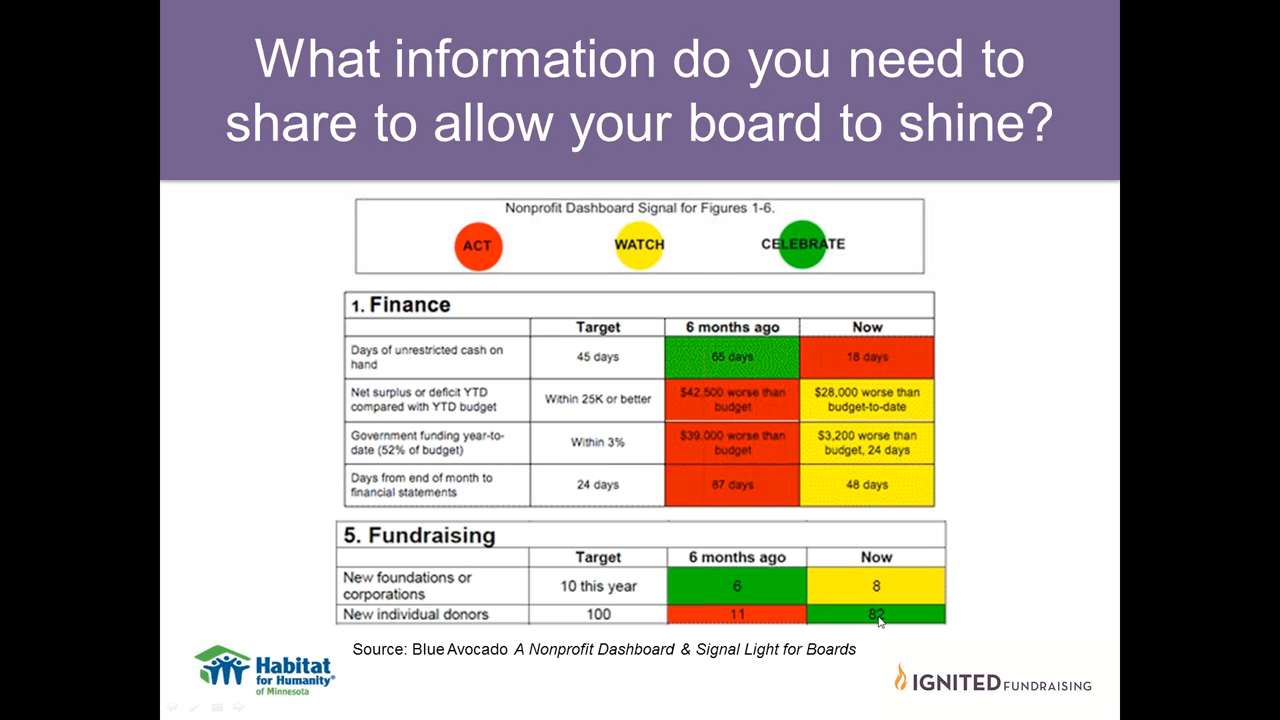 What information do you need to
share to allow your board to shine?
Nonprofit Dashboard Signal for Figures 1-6.
ACT
WATCH
CELEBRATE
1. Finance
Target
6 months ago
Now
Days of unrestricted cash on
hand
45 days
65 days
18 days
Net surplus or deficit YTD
compared with YTD budget
Within 25K or better
$42,500 worse than
budget
$28,000 worse than
budget-to-date
Government funding year-to-
date (52% of budget)
Within 3%
$39,000 worse than
budget
$3,200 worse than
budget, 24 days
Days from end of month to
financial statements
24 days
87 days
48 days
5. Fundraising
Target
6 months ago
Now
New foundations or
corporations
10 this year
6
8
New individual donors
100
11
82
Source: Blue Avocado A Nonprofit Dashboard & Signal Light for Boards
Habitat
for Humanity®
of Minnesota
IGNITED FUNDRAISING